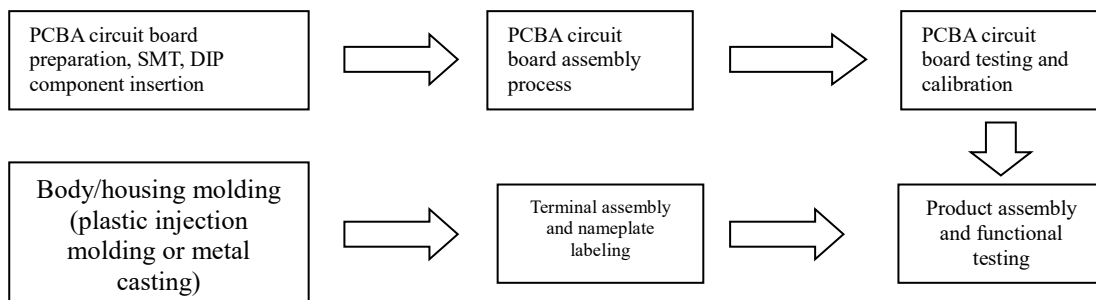 PCBA circuit board
preparation, SMT, DIP
component insertion
PCBA circuit
board assembly
process
PCBA circuit
board testing and
calibration
Body/housing molding
(plastic injection
molding or metal
casting)
Terminal assembly
and nameplate
labeling
Product assembly
and functional
testing